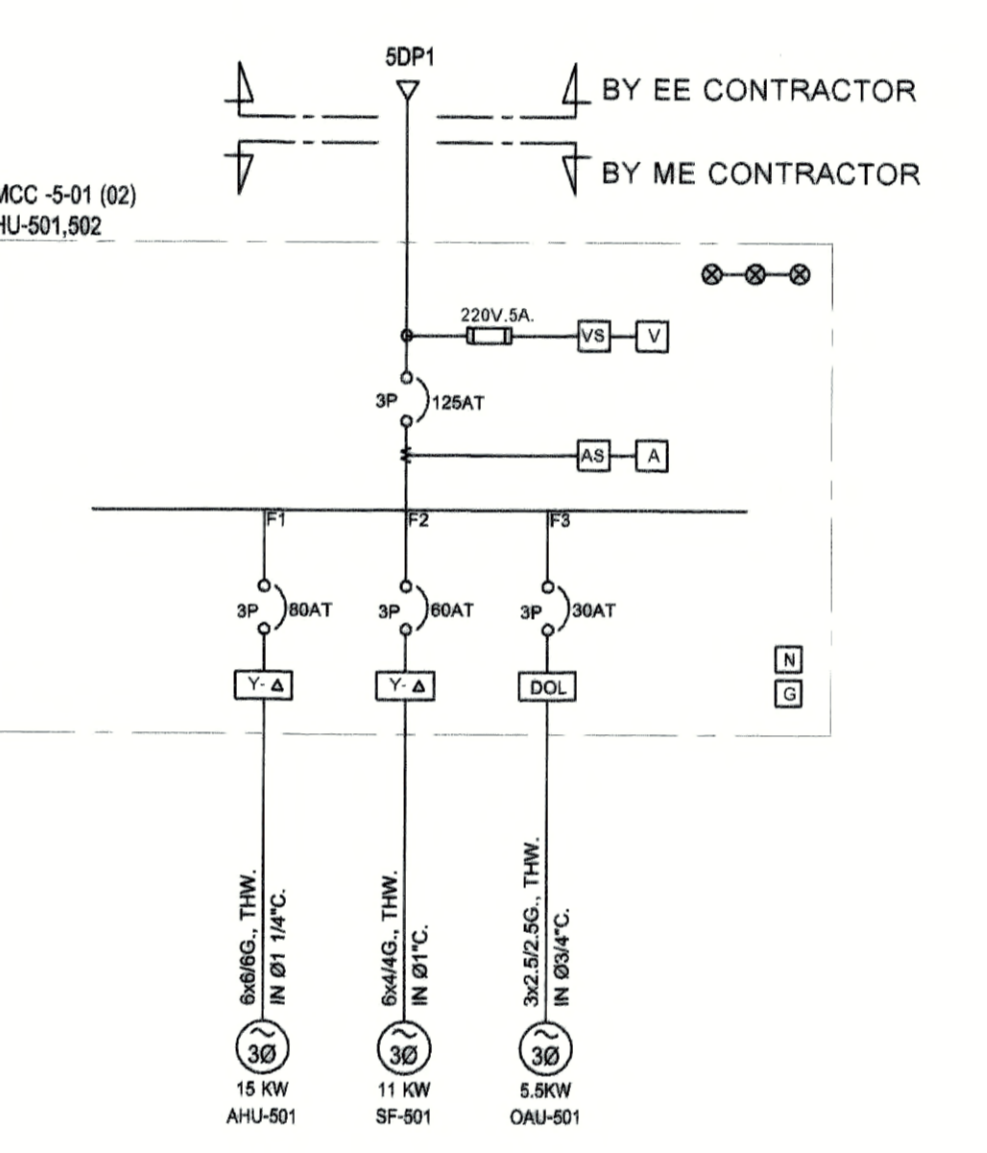 5DP1
BY EE CONTRACTOR
BY ME CONTRACTOR
MCC -5-01 (02)
HU-501,502
220V.5A.
VS V
3P 125AT
AS A
F1 F2 F3
3P 80AT 3P 60AT 3P 30AT
N
G
Y-Δ Y-Δ DOL
6x6/6G., THW.
IN Ø1 1/4"C.
6x4/4G., THW.
IN Ø1"C.
3x2.5/2.5G., THW.
IN Ø3/4"C.
~ ~ ~
3Ø 3Ø 3Ø
15 KW 11 KW 5.5KW
AHU-501 SF-501 OAU-501